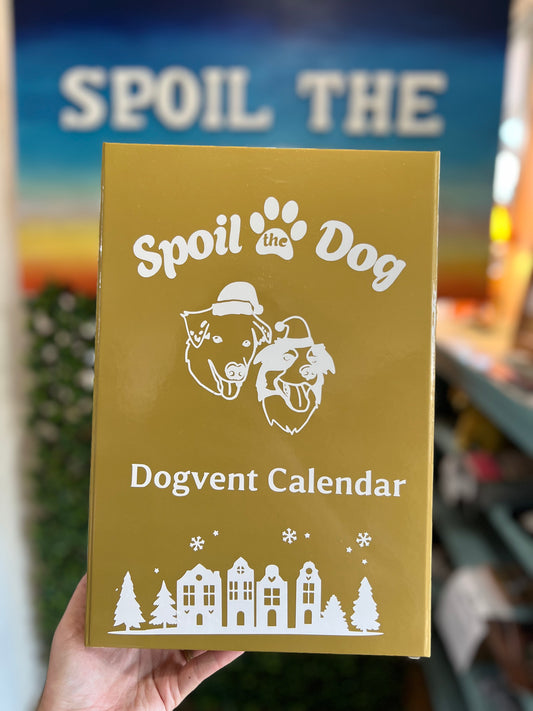 SPOIL THE
Spoil the Dog
Dogvent Calendar